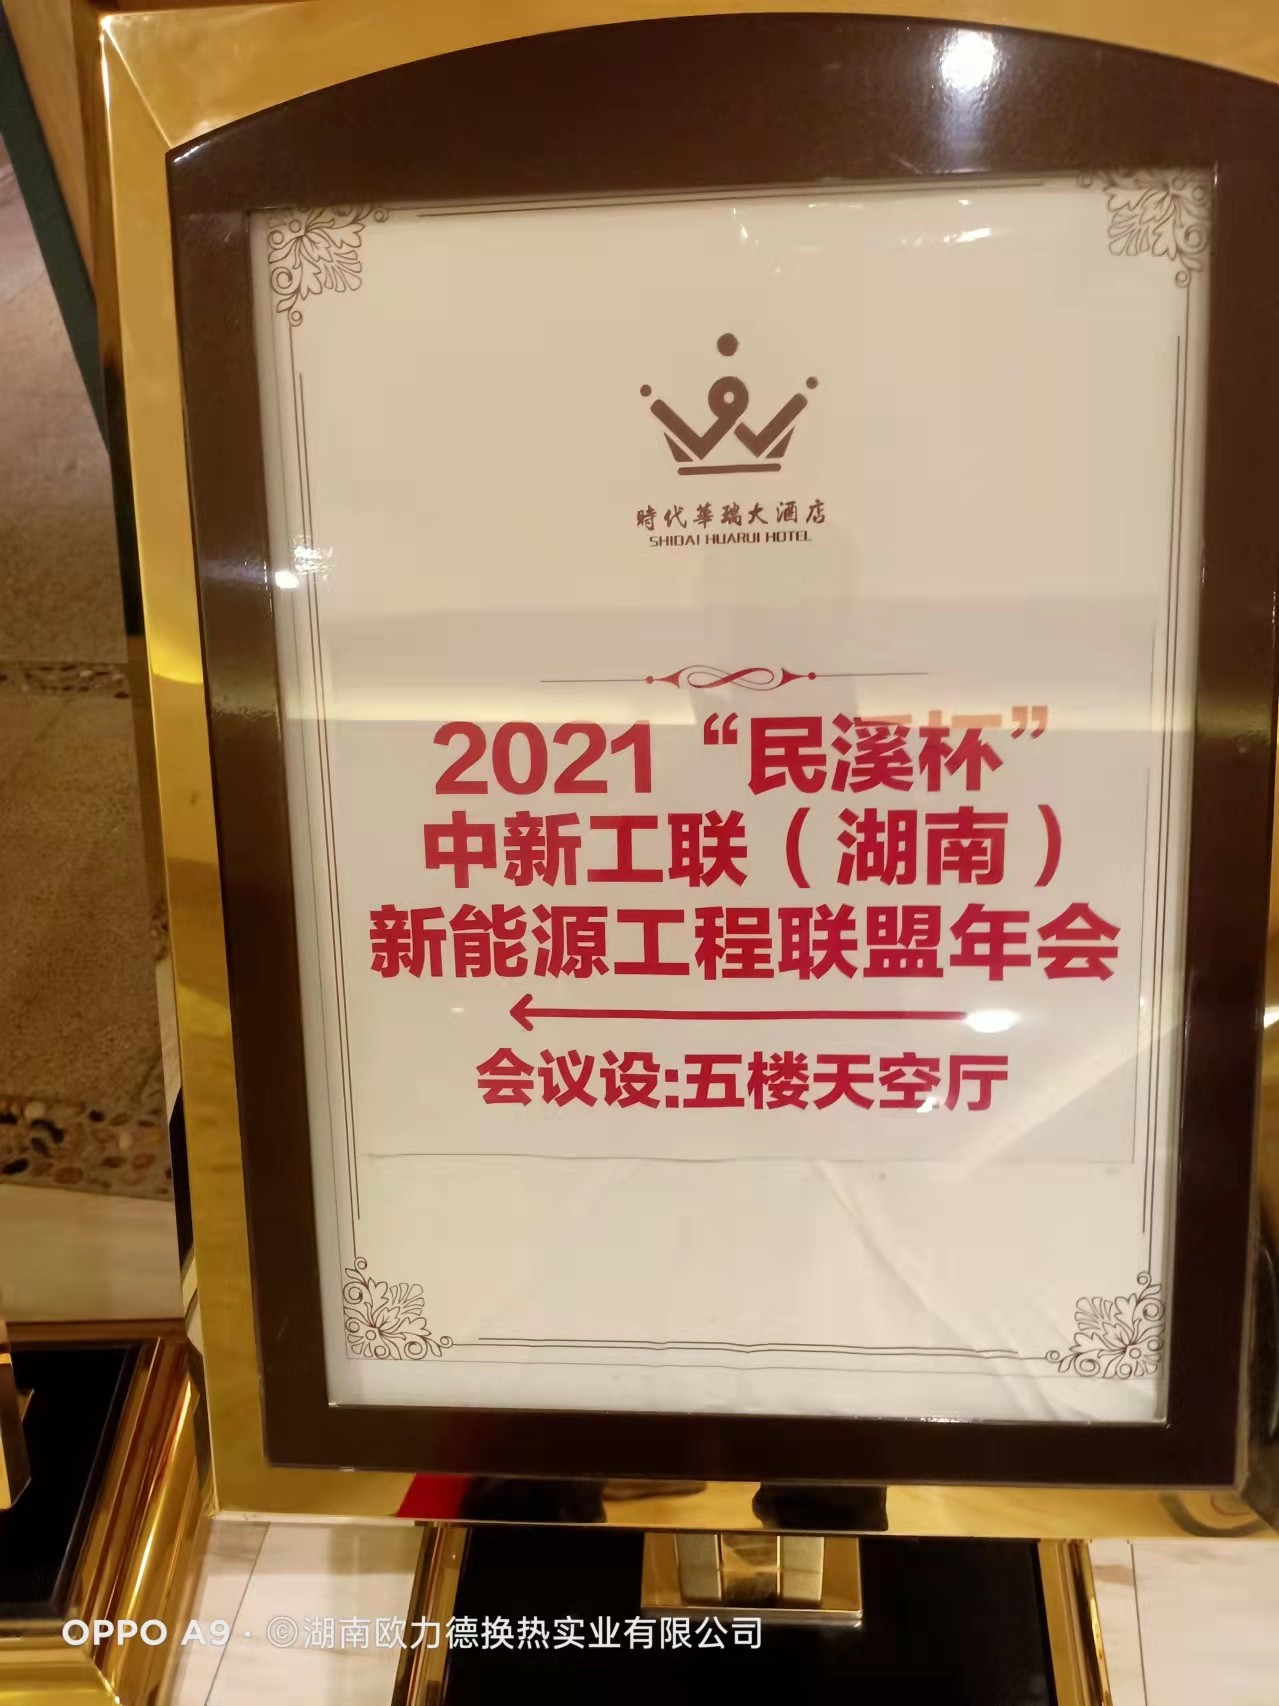 時代華瑞大酒店
SHIDAI HUARUI HOTEL
2021“民溪杯”
中新工联（湖南）
新能源工程联盟年会
会议设:五楼天空厅
OPPO A9 · ©湖南欧力德换热实业有限公司